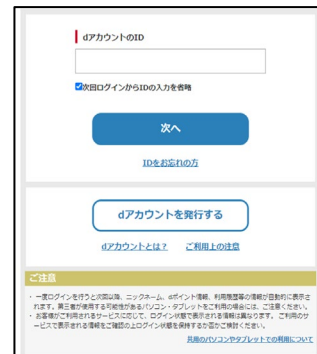 dアカウントのID
次回ログインからIDの入力を省略
次へ
IDをお忘れの方
dアカウントを発行する
dアカウントとは？ ご利用上の注意
ご注意
・ 一度ログインを行うと次回以降、ニックネーム、dポイント情報、利用履歴等の情報が自動的に表示さ
れます。第三者が使用する可能性があるパソコン・タブレットをご利用の場合には、ご注意ください。
・ お客様がご利用されるサービスに応じて、ログイン状態で表示される情報は異なります。 ご利用のサ
ービスで表示される情報をご確認の上ログイン状態を保持するか否かご検討ください。
共用のパソコンやタブレットでの利用について